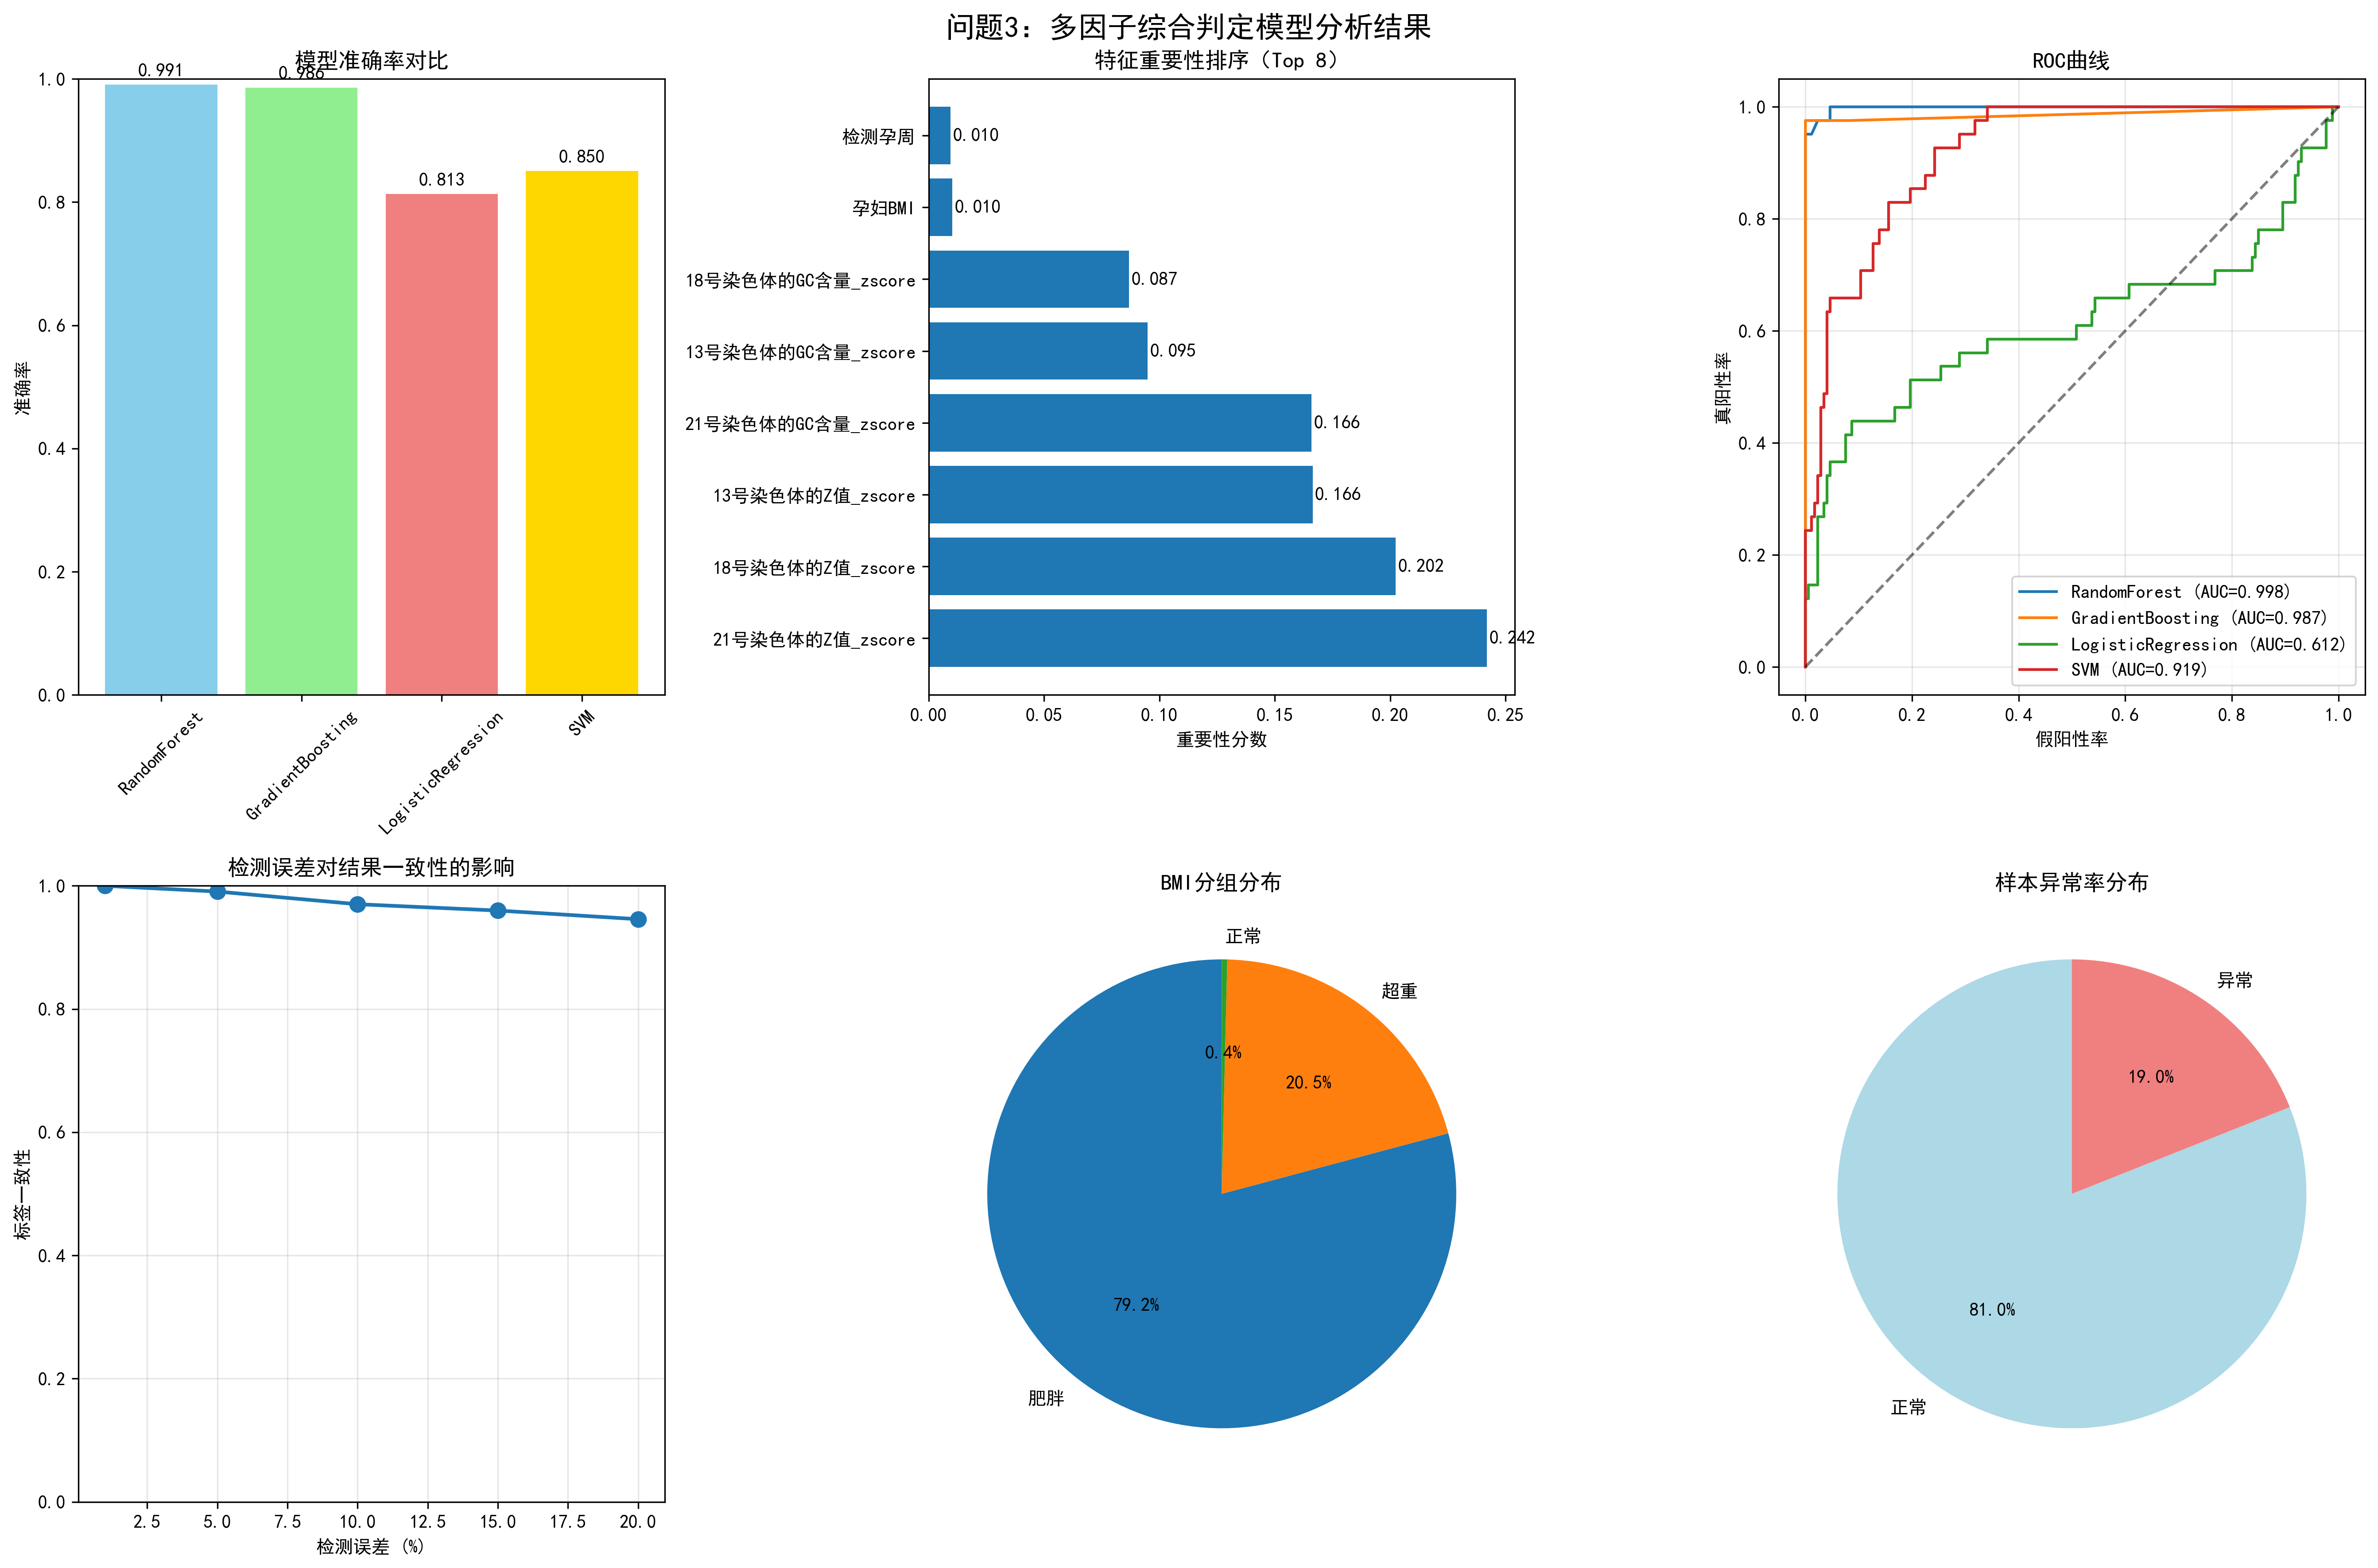 问题3：多因子综合判定模型分析结果
模型准确率对比
0.991
0.986
0.813
0.850
准确率
1.0
0.8
0.6
0.4
0.2
0.0
RandomForest
GradientBoosting
LogisticRegression
SVM
特征重要性排序（Top 8）
检测孕周
0.010
孕妇BMI
0.010
18号染色体的GC含量_zscore
0.087
13号染色体的GC含量_zscore
0.095
21号染色体的GC含量_zscore
0.166
13号染色体的Z值_zscore
0.166
18号染色体的Z值_zscore
0.202
21号染色体的Z值_zscore
0.242
0.00 0.05 0.10 0.15 0.20 0.25
重要性分数
ROC曲线
真阳性率
1.0
0.8
0.6
0.4
0.2
0.0
RandomForest (AUC=0.998)
GradientBoosting (AUC=0.987)
LogisticRegression (AUC=0.612)
SVM (AUC=0.919)
0.0 0.2 0.4 0.6 0.8 1.0
假阳性率
检测误差对结果一致性的影响
标签一致性
1.0
0.8
0.6
0.4
0.2
0.0
2.5 5.0 7.5 10.0 12.5 15.0 17.5 20.0
检测误差 (%)
BMI分组分布
正常
超重
0.4%
20.5%
79.2%
肥胖
样本异常率分布
异常
19.0%
81.0%
正常